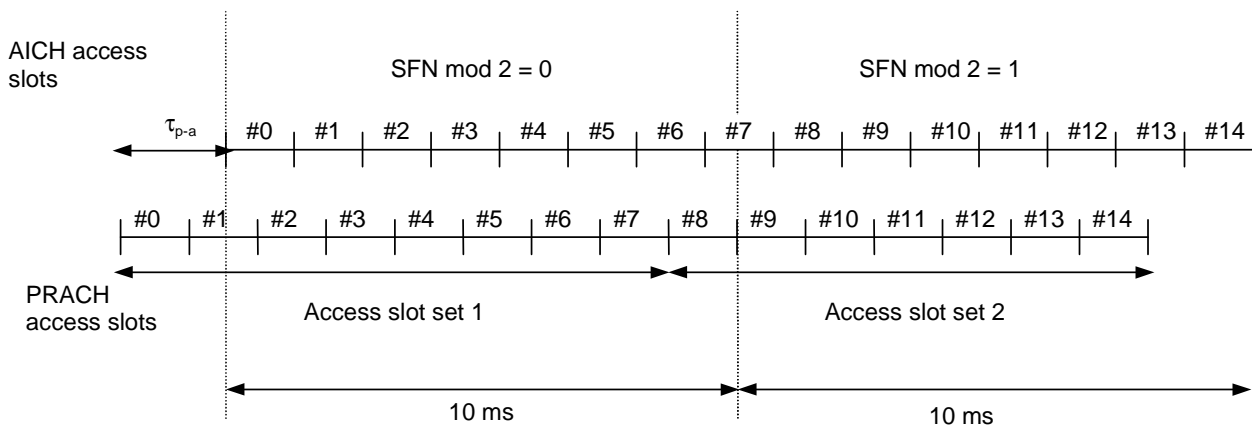 AICH access
slots
SFN mod 2 = 0
SFN mod 2 = 1
τp-a
#0 #1 #2 #3 #4 #5 #6 #7 #8 #9 #10 #11 #12 #13 #14
#0 #1 #2 #3 #4 #5 #6 #7 #8 #9 #10 #11 #12 #13 #14
PRACH
access slots
Access slot set 1
Access slot set 2
10 ms
10 ms